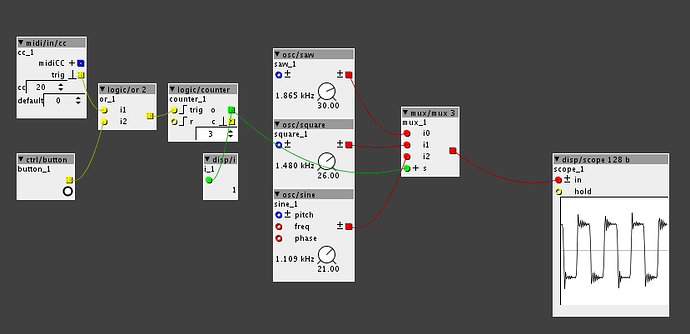 midi/in/cc
cc_1
midiCC +
trig
cc 20
default 0
ctrl/button
button_1
logic/or 2
or_1
i1
i2
logic/counter
counter_1
trig o
r c
3
disp/i
i_1
1
osc/saw
saw_1
±
1.865 kHz
30.00
osc/square
square_1
±
1.480 kHz
26.00
osc/sine
sine_1
± pitch
freq ±
phase
1.109 kHz
21.00
mux/mux 3
mux_1
i0
i1
i2
+ s
disp/scope 128 b
scope_1
± in
hold